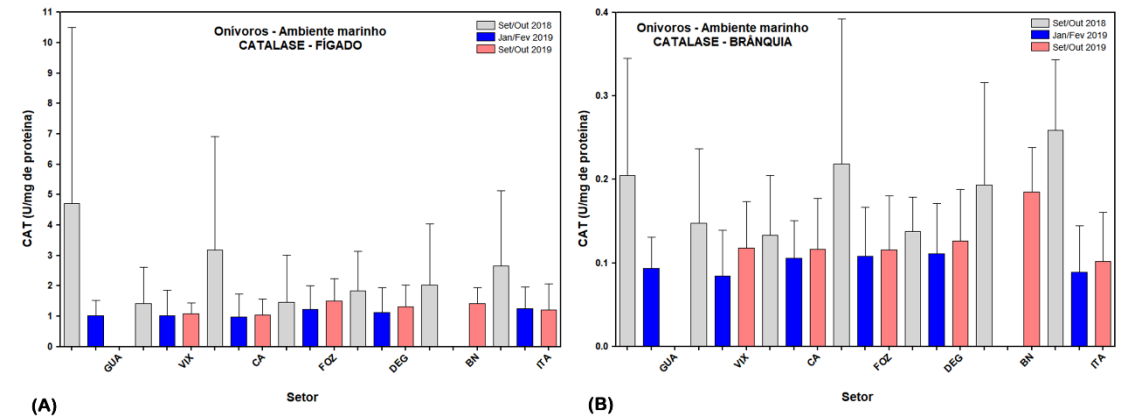 Onívoros - Ambiente marinho
CATALASE - FÍGADO
Set/Out 2018
Jan/Fev 2019
Set/Out 2019
CAT (U/mg de proteína)
11
10
9
8
7
6
5
4
3
2
1
0
GUA
VIX
CA
FOZ
DEG
BN
ITA
Setor
(A)
Onívoros - Ambiente marinho
CATALASE - BRÂNQUIA
Set/Out 2018
Jan/Fev 2019
Set/Out 2019
CAT (U/mg de proteína)
0.4
0.3
0.2
0.1
0.0
GUA
VIX
CA
FOZ
DEG
BN
ITA
Setor
(B)